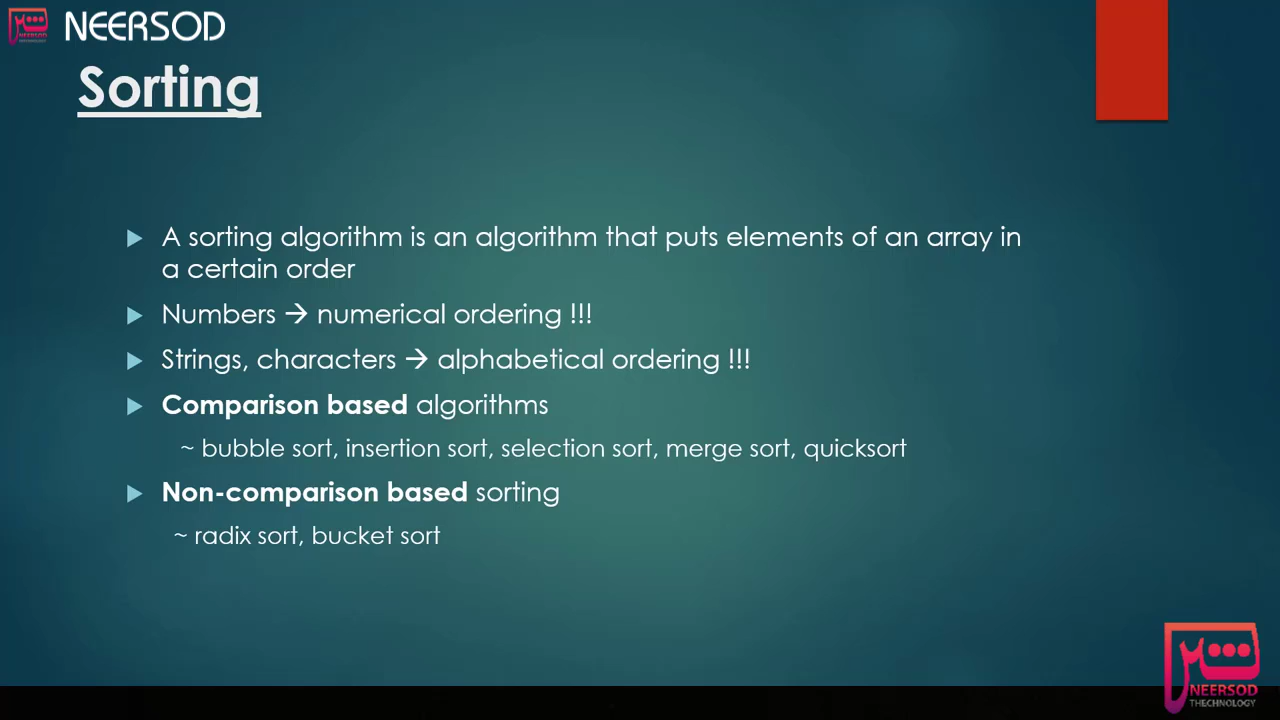 NEERSOD
NEERSOD
TECHNOLOGY
Sorting
A sorting algorithm is an algorithm that puts elements of an array in
a certain order
Numbers → numerical ordering !!!
Strings, characters → alphabetical ordering !!!
Comparison based algorithms
~ bubble sort, insertion sort, selection sort, merge sort, quicksort
Non-comparison based sorting
~ radix sort, bucket sort
NEERSOD
THECHNOLOGY